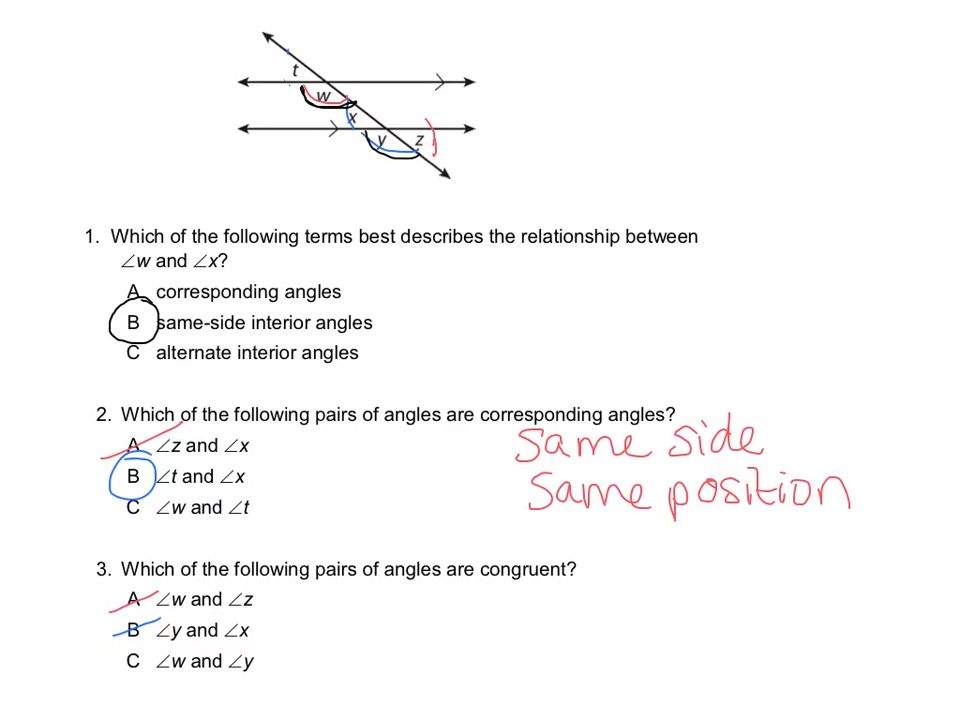 t
w
x
y z
1. Which of the following terms best describes the relationship between
∠w and ∠x?
A corresponding angles
B same-side interior angles
C alternate interior angles
2. Which of the following pairs of angles are corresponding angles?
same side
A ∠z and ∠x
B ∠t and ∠x
same position
C ∠w and ∠t
3. Which of the following pairs of angles are congruent?
A ∠w and ∠z
B ∠y and ∠x
C ∠w and ∠y